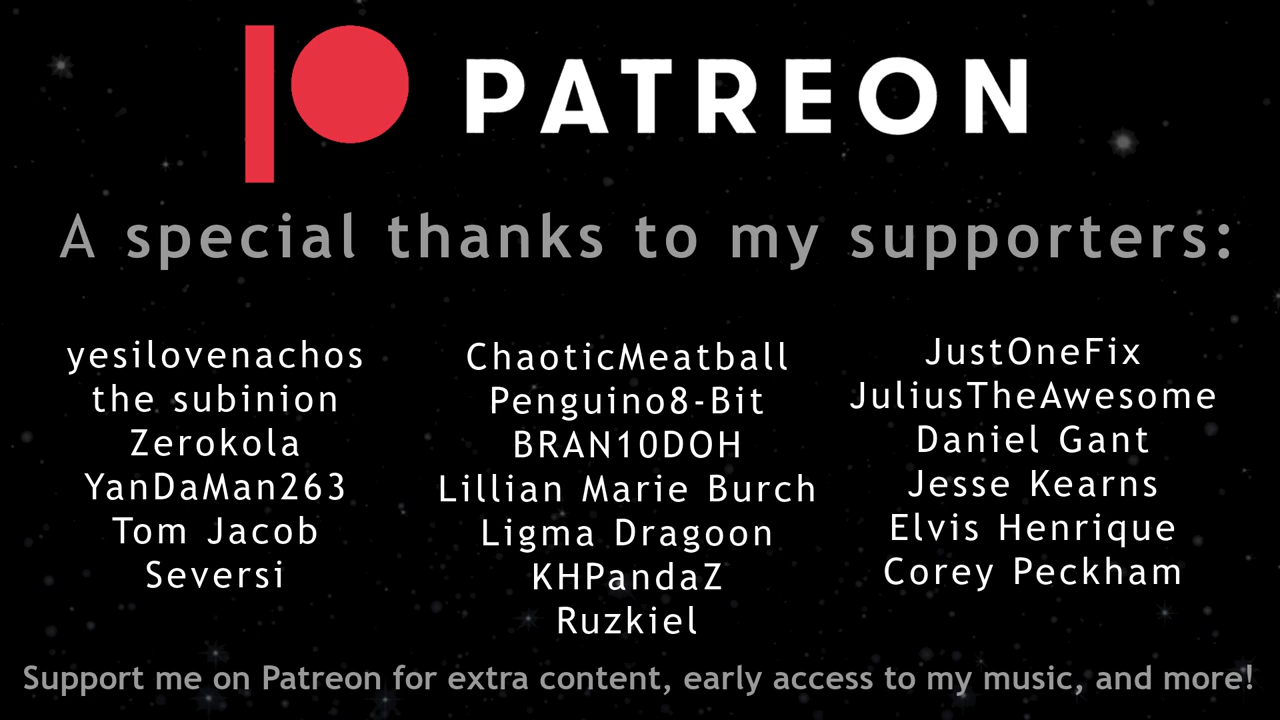 PATREON
A special thanks to my supporters:
yesilovenachos
the subinion
Zerokola
YanDaMan263
Tom Jacob
Seversi
ChaoticMeatball
Penguino8-Bit
BRAN10DOH
Lillian Marie Burch
Ligma Dragoon
KHPandaZ
Ruzkiel
JustOneFix
JuliusTheAwesome
Daniel Gant
Jesse Kearns
Elvis Henrique
Corey Peckham
Support me on Patreon for extra content, early access to my music, and more!